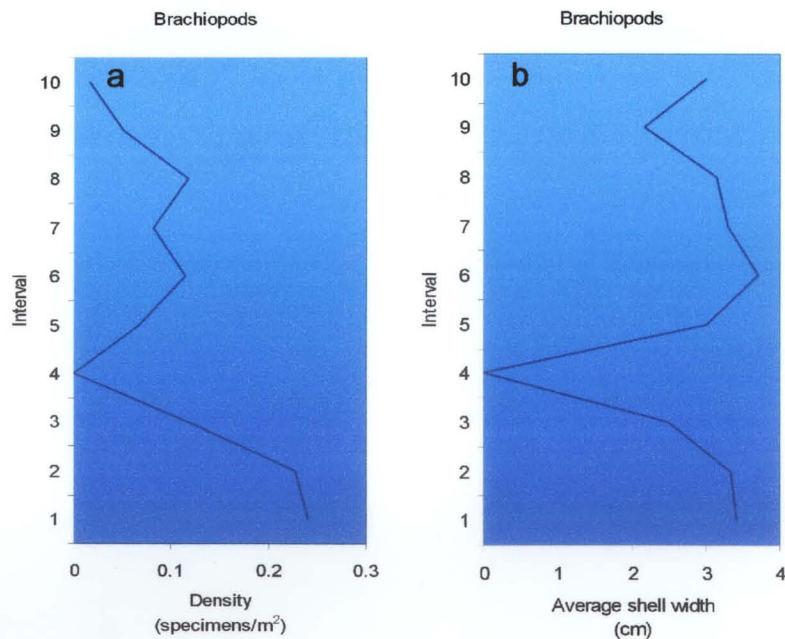 Brachiopods
a
10
9
8
7
6
5
4
3
2
1
Interval
0
0.1
0.2
0.3
Density
(specimens/m²)
Brachiopods
b
10
9
8
7
6
5
4
3
2
1
Interval
0
1
2
3
4
Average shell width
(cm)